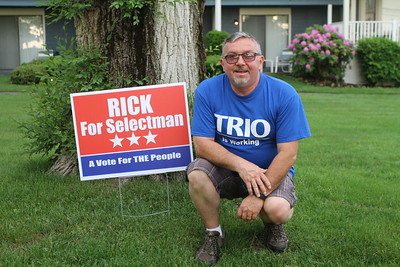 RICK
For Selectman
A Vote For THE People
TRIO
is Working